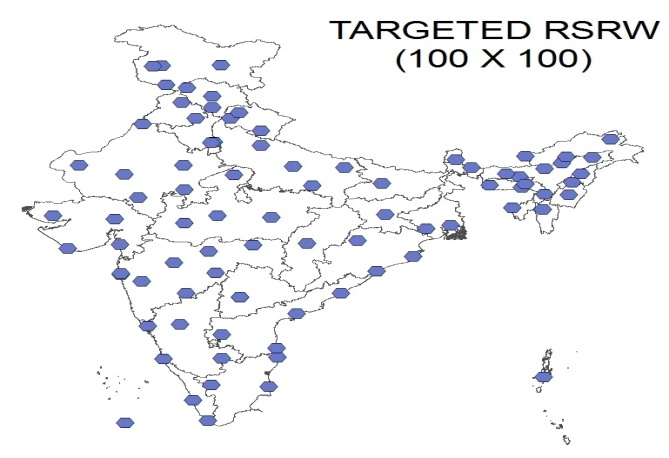 TARGETED RSRW
(100 X 100)